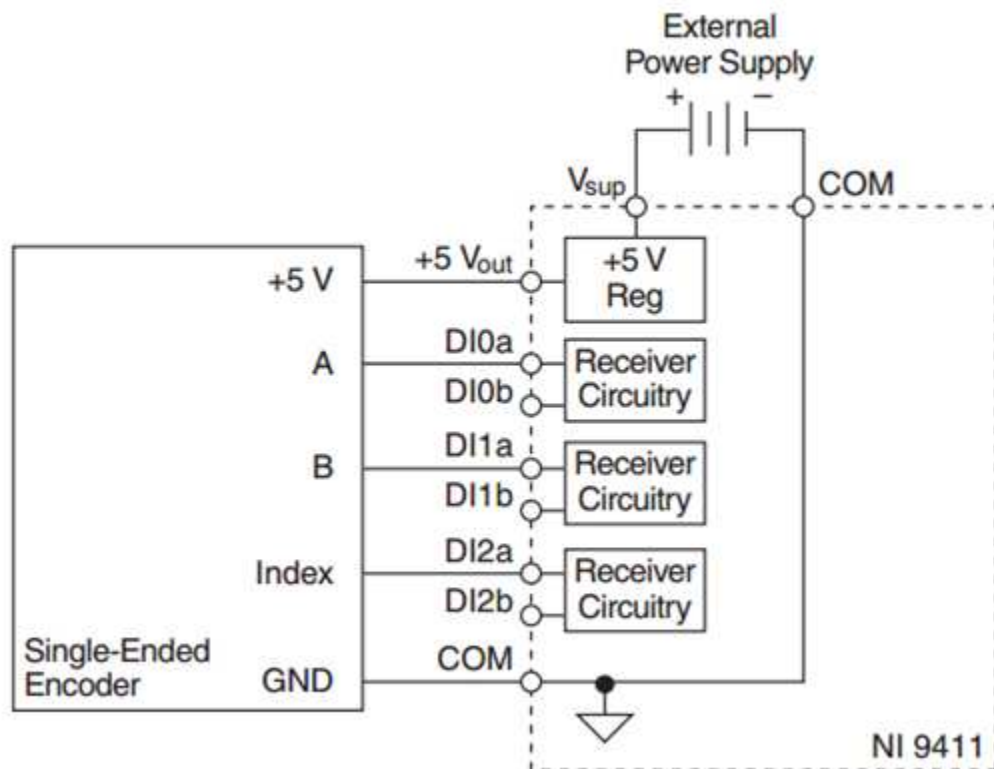 External
Power Supply
+ −
Vsup
COM
+5 V
+5 Vout
+5 V
Reg
A
DI0a
DI0b
Receiver
Circuitry
B
DI1a
DI1b
Receiver
Circuitry
Index
DI2a
DI2b
Receiver
Circuitry
Single-Ended
Encoder
GND
COM
NI 9411